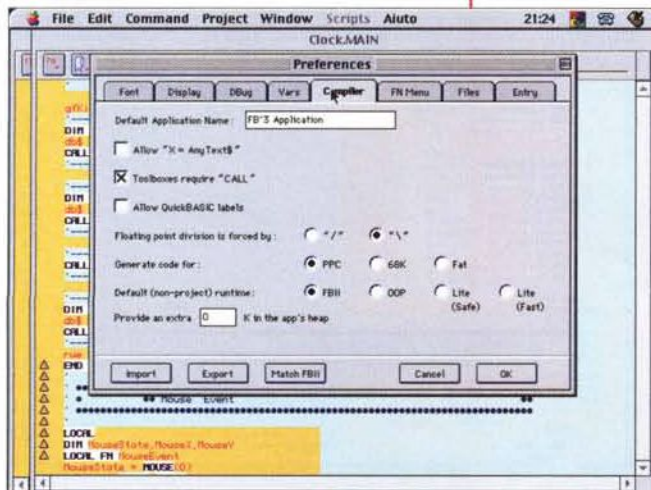 File Edit Command Project Window Scripts Aiuto 21:24
Clock.MAIN
Preferences
Font Display DBug Vars Compiler FN Menu Files Entry
Default Application Name: FB^3 Application
Allow "X = AnyText$"
Toolboxes require "CALL"
Allow QuickBASIC labels
Floating point division is forced by: "/" "\"
Generate code for: PPC 68K Fat
Default (non-project) runtime: FBII OOP Lite (Safe) Lite (Fast)
Provide an extra 0 K in the app's heap
Import Export Match FBII Cancel OK
DIM
CALL
DIM
CALL
CALL
DIM
CALL
END
** Mouse Event **
LOCAL
DIM MouseState,MouseX,MouseY
LOCAL FN MouseEvent
MouseState = MOUSE(0)